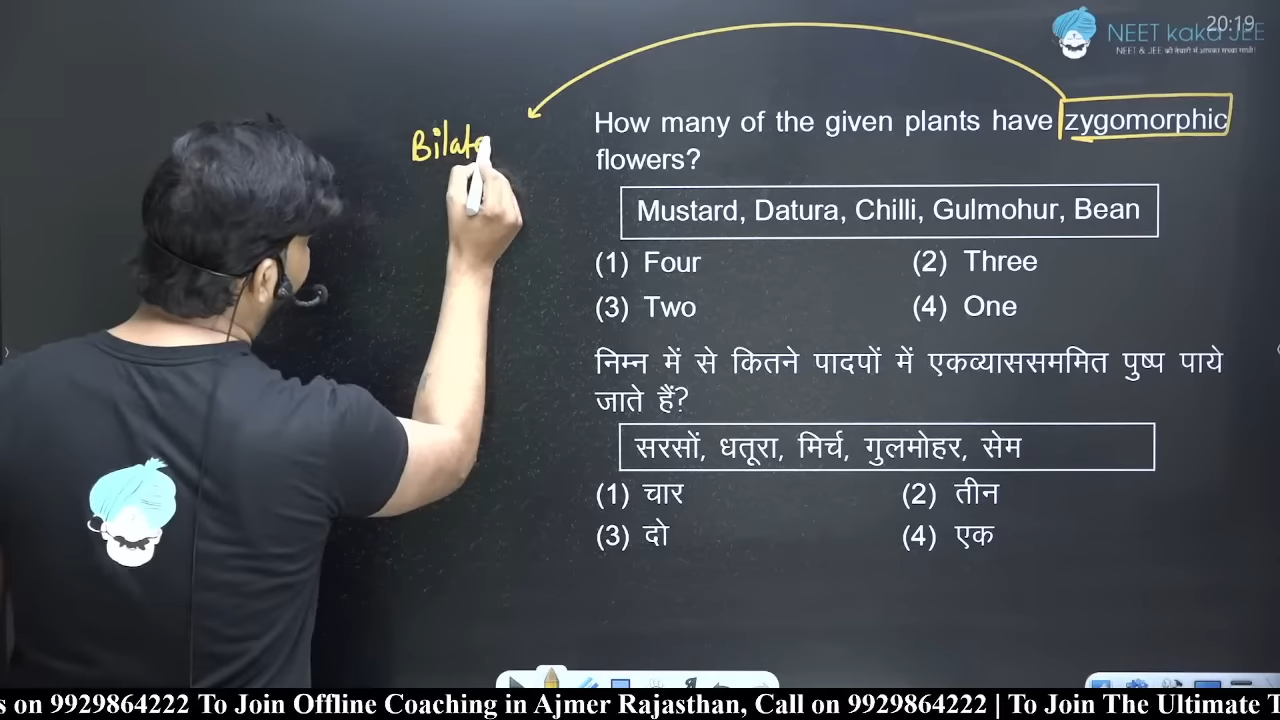 20:19
NEET kaka JEE
How many of the given plants have zygomorphic
flowers?
Mustard, Datura, Chilli, Gulmohur, Bean
(1) Four (2) Three
(3) Two (4) One
Bilate
निम्न में से कितने पादपों में एकव्याससममित पुष्प पाये
जाते हैं?
सरसों, धतूरा, मिर्च, गुलमोहर, सेम
(1) चार (2) तीन
(3) दो (4) एक
s on 9929864222 To Join Offline Coaching in Ajmer Rajasthan, Call on 9929864222 | To Join The Ultimate T